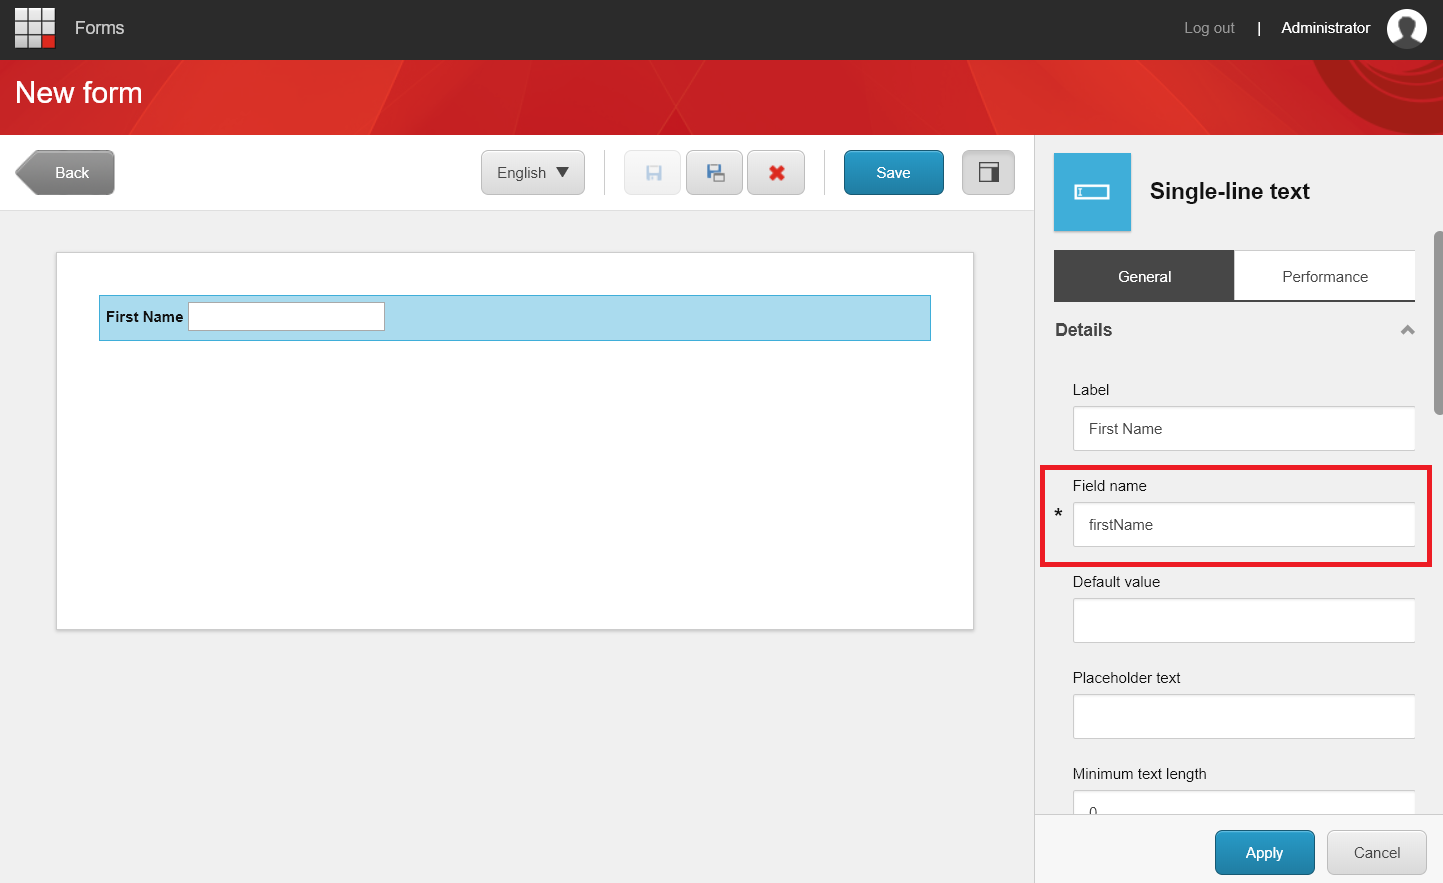 Forms
Log out | Administrator
New form
Back
English
Save
Single-line text
General
Performance
Details
First Name
Label
First Name
Field name
* firstName
Default value
Placeholder text
Minimum text length
0
Apply
Cancel